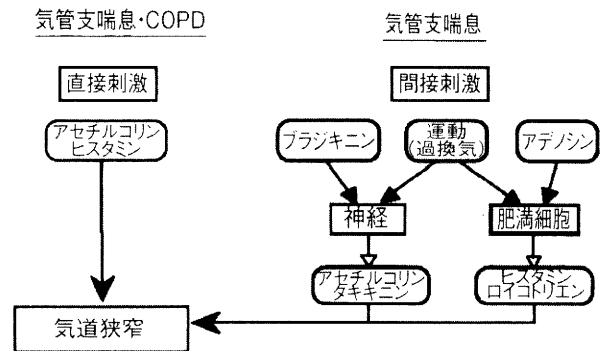 気管支喘息・COPD
気管支喘息
直接刺激
間接刺激
アセチルコリン
ヒスタミン
ブラジキニン
運動
(過換気)
アデノシン
神経
肥満細胞
アセチルコリン
タキキニン
ヒスタミン
ロイコトリエン
気道狭窄